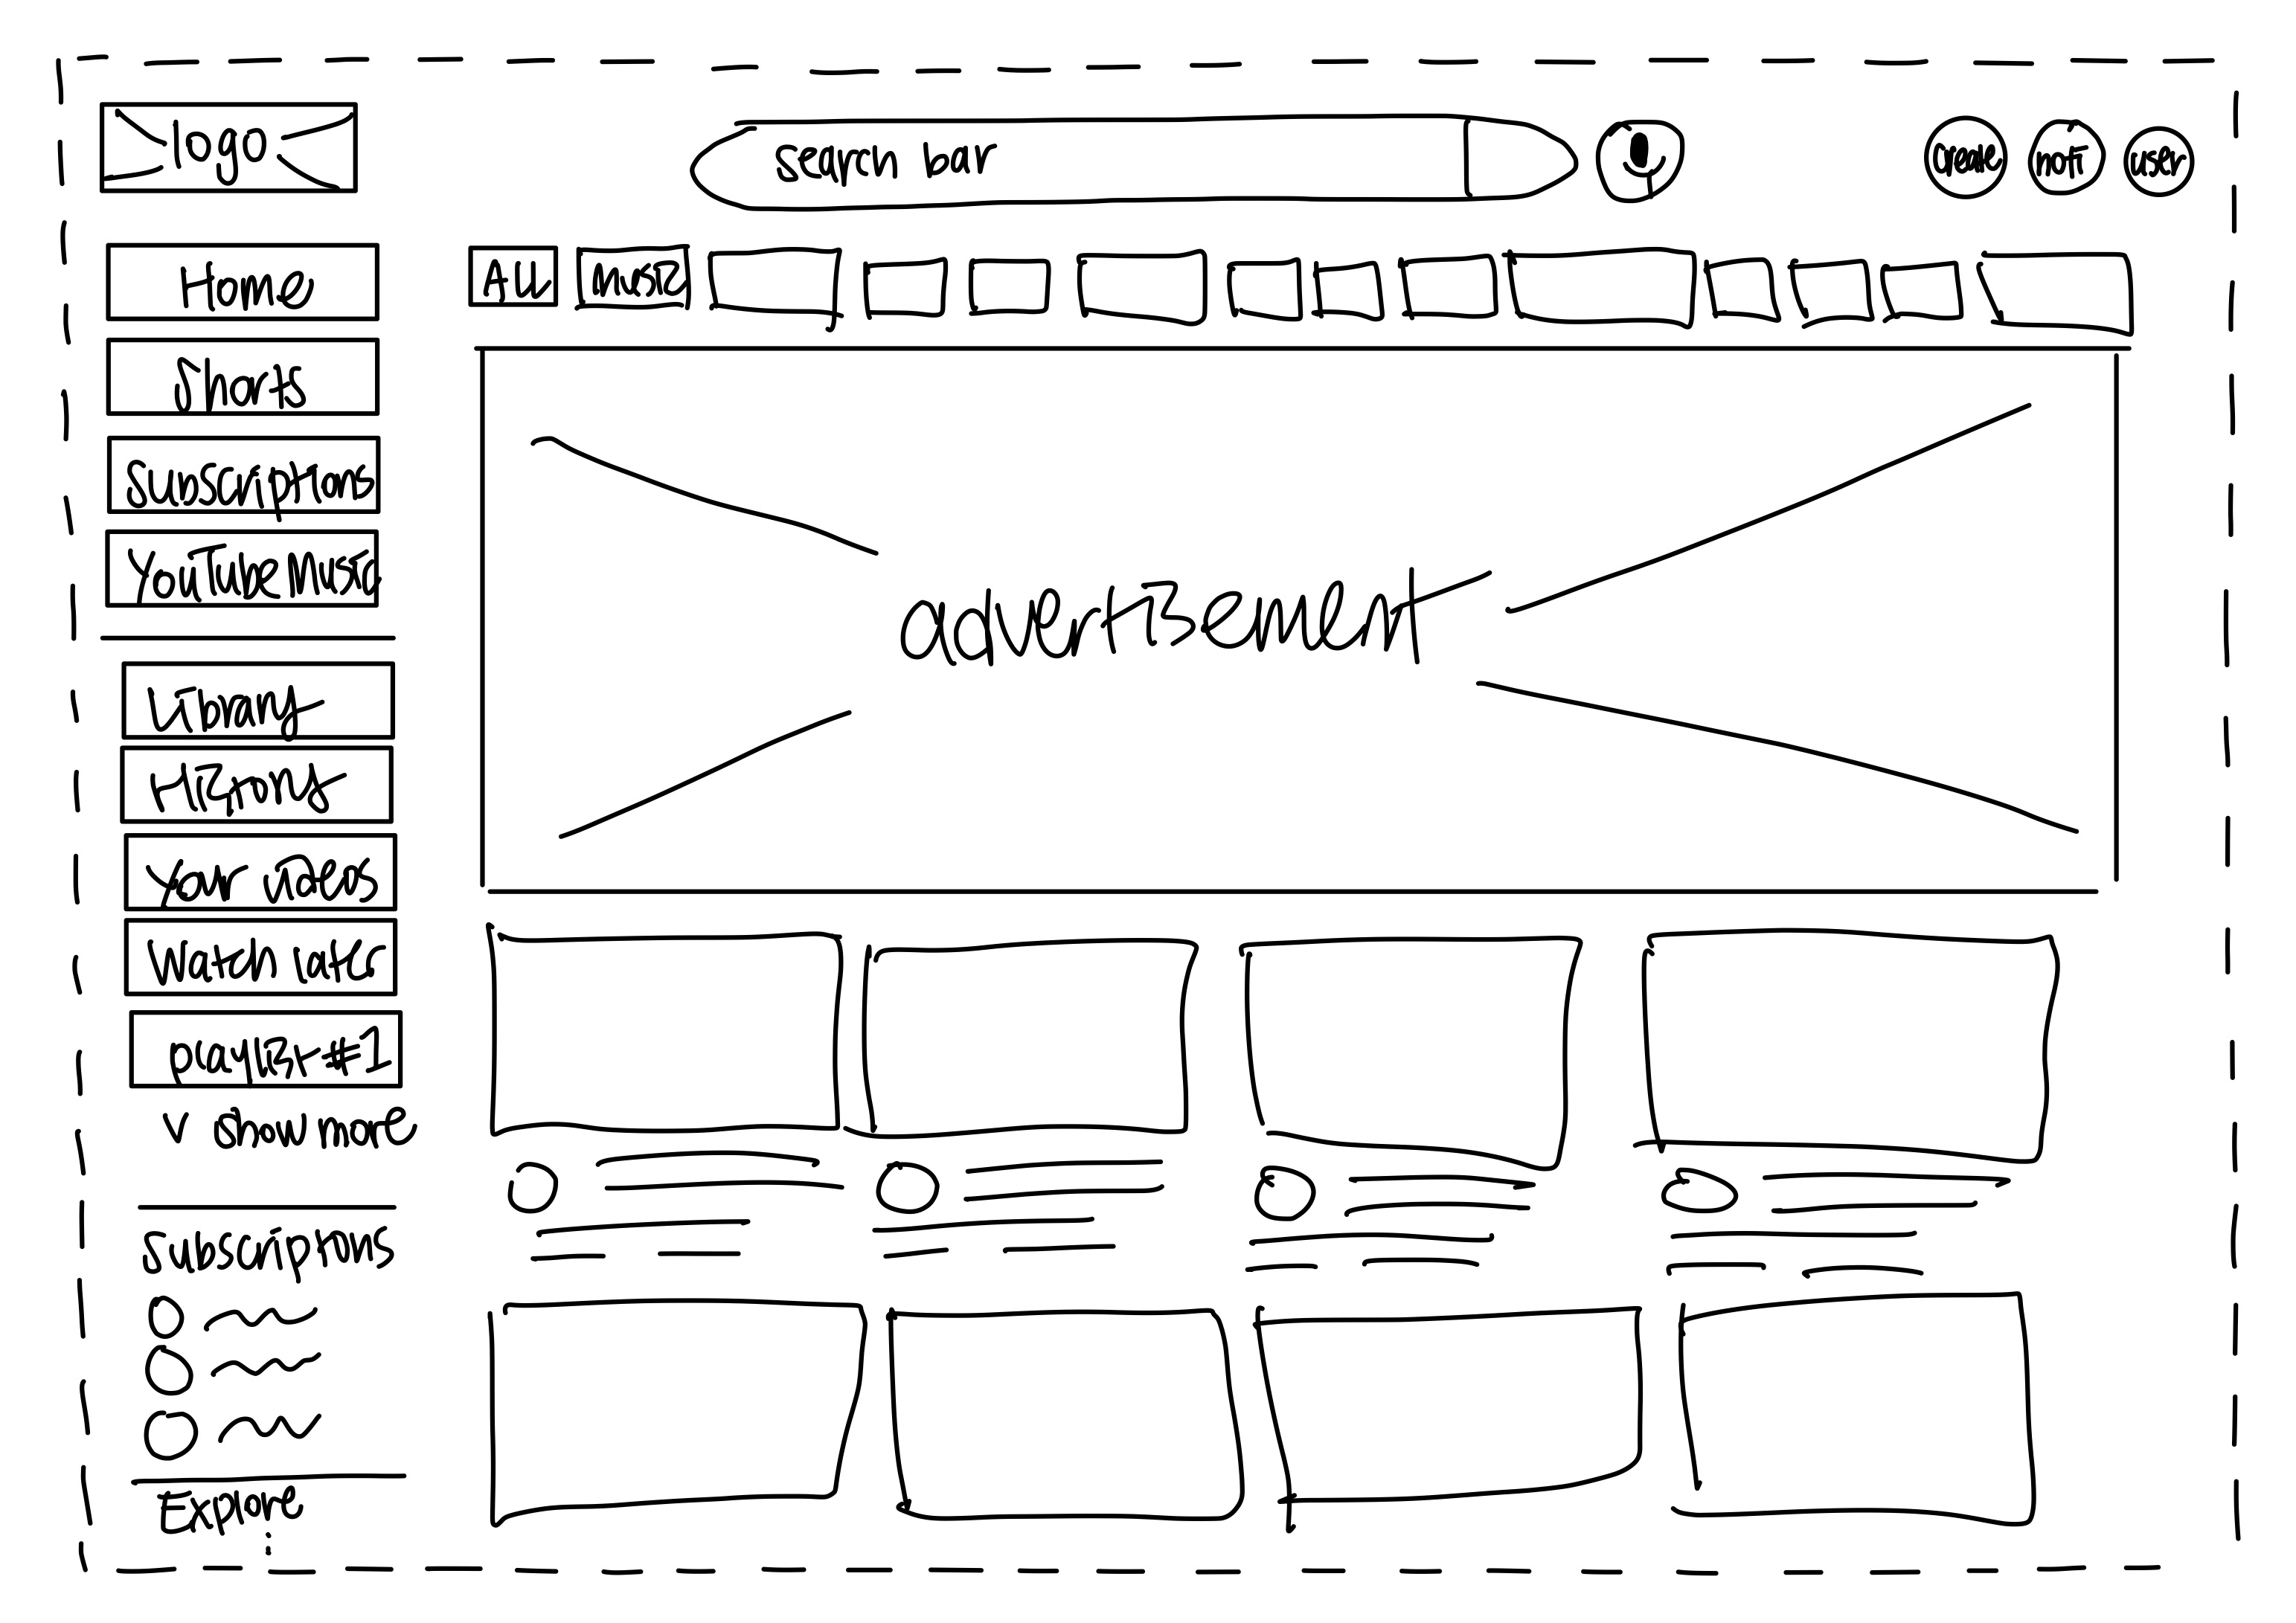 logo
search bar
create
noti
user
All
Music
Home
Shorts
Subscriptions
YouTube Music
Library
History
Your videos
Watch later
playlist #1
v show more
Subscriptions
Explore
advertisement